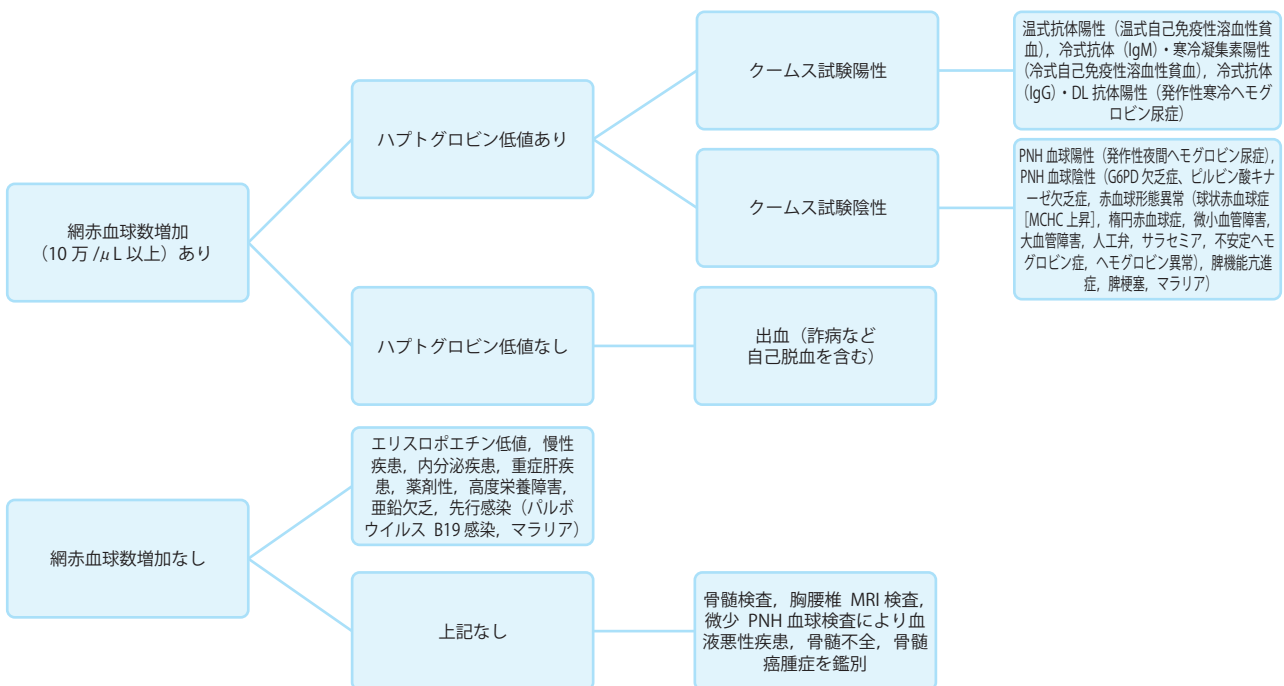 網赤血球数増加
（10 万 /μ L 以上）あり
ハプトグロビン低値あり
クームス試験陽性
温式抗体陽性（温式自己免疫性溶血性貧
血），冷式抗体（IgM）・寒冷凝集素陽性
（冷式自己免疫性溶血性貧血），冷式抗体
（IgG）・DL 抗体陽性（発作性寒冷ヘモグ
ロビン尿症）
クームス試験陰性
PNH 血球陽性（発作性夜間ヘモグロビン尿症），
PNH 血球陰性（G6PD 欠乏症、ピルビン酸キナ
ーゼ欠乏症，赤血球形態異常（球状赤血球症
［MCHC 上昇］，楕円赤血球症，微小血管障害，
大血管障害，人工弁，サラセミア，不安定ヘモ
グロビン症，ヘモグロビン異常），脾機能亢進
症，脾梗塞，マラリア）
ハプトグロビン低値なし
出血（詐病など
自己脱血を含む）
網赤血球数増加なし
エリスロポエチン低値，慢性
疾患，内分泌疾患，重症肝疾
患，薬剤性，高度栄養障害，
亜鉛欠乏，先行感染（パルボ
ウイルス B19 感染，マラリア）
上記なし
骨髄検査，胸腰椎 MRI 検査，
微少 PNH 血球検査により血
液悪性疾患，骨髄不全，骨髄
癌腫症を鑑別